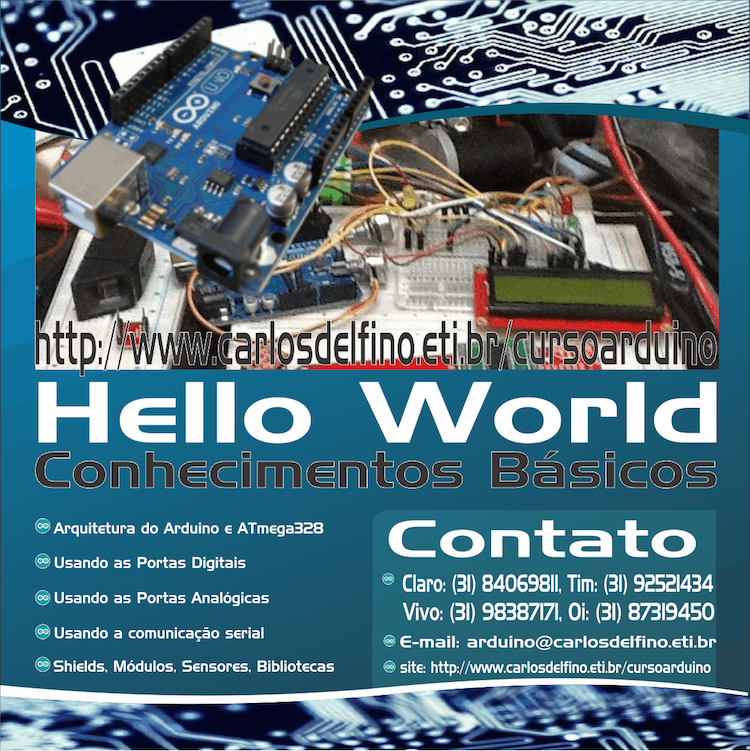 UNO
ARDUINO
http://www.carlosdelfino.eti.br/cursoarduino
Hello World
Conhecimentos Básicos
Arquitetura do Arduino e ATmega328
Usando as Portas Digitais
Usando as Portas Analógicas
Usando a comunicação serial
Shields, Módulos, Sensores, Bibliotecas
Contato
Claro: (31) 84069811, Tim: (31) 92521434
Vivo: (31) 98387171, Oi: (31) 87319450
E-mail: arduino@carlosdelfino.eti.br
site: http://www.carlosdelfino.eti.br/cursoarduino